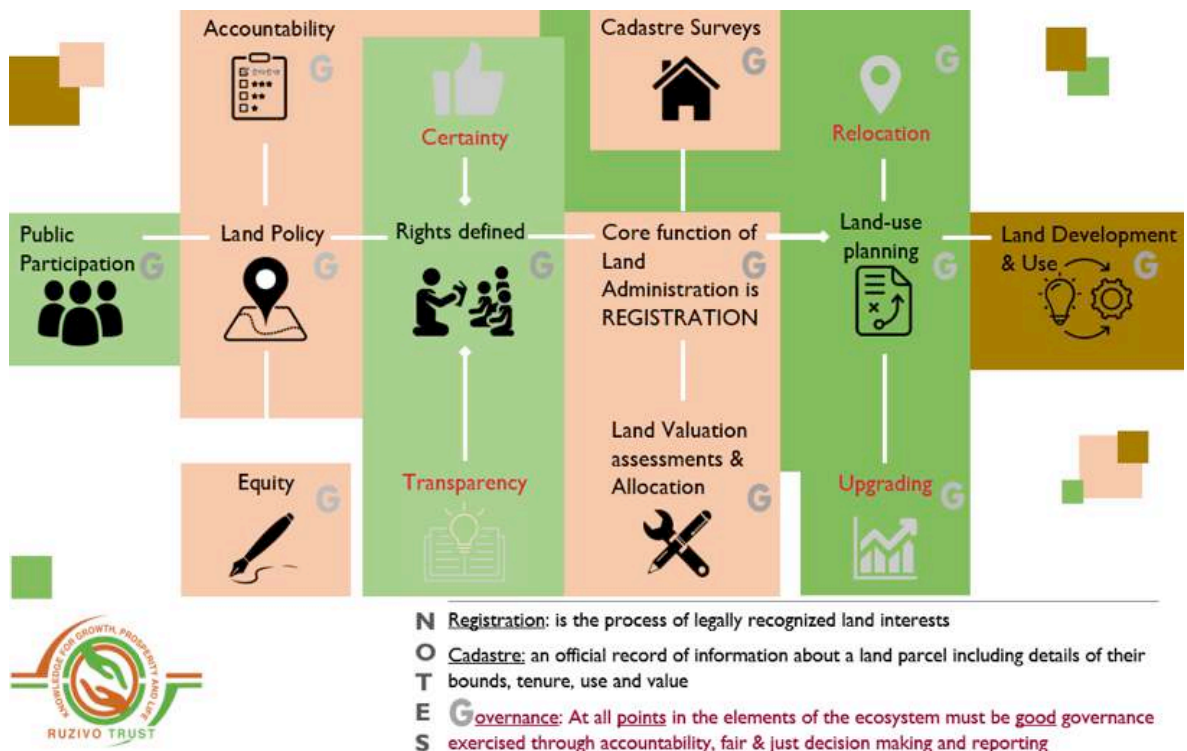 Accountability
G
Cadastre Surveys
G
G
Certainty
Relocation
Public
Participation G
Land Policy
G
Rights defined
G
Core function of
Land G
Administration is
REGISTRATION
Land-use
planning G
Land Development
& Use G
Equity
G
Transparency
Land Valuation
assessments &
Allocation G
Upgrading G
KNOWLEDGE FOR GROWTH, PROSPERITY AND LIFE
RUZIVO TRUST
NOTES
Registration: is the process of legally recognized land interests
Cadastre: an official record of information about a land parcel including details of their
bounds, tenure, use and value
Governance: At all points in the elements of the ecosystem must be good governance
exercised through accountability, fair & just decision making and reporting